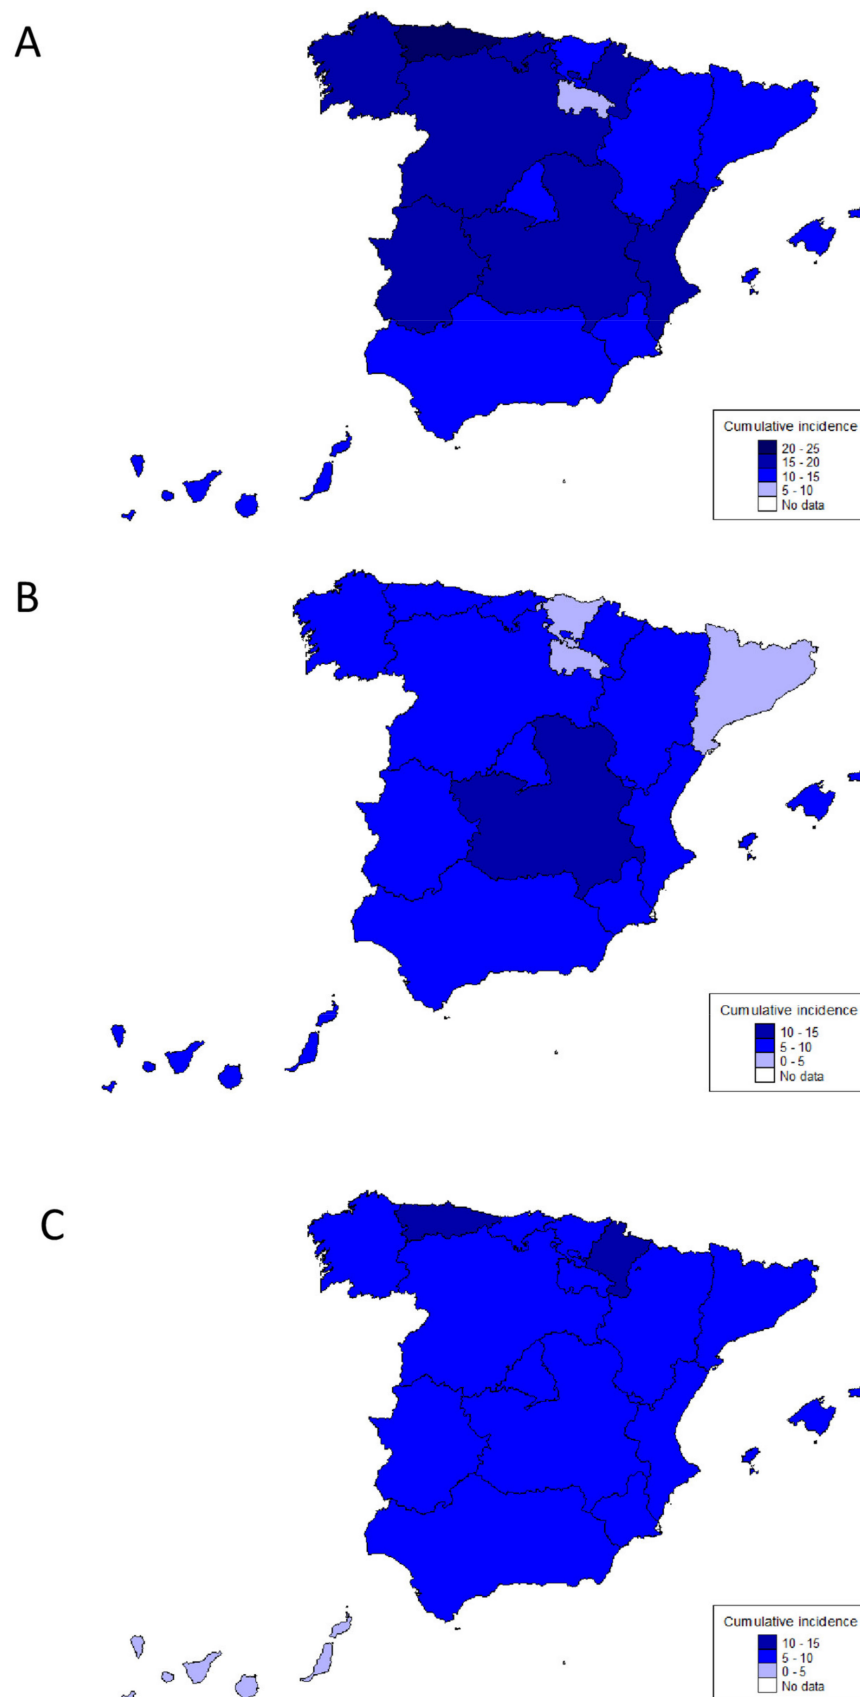 A
Cumulative incidence
20 - 25
15 - 20
10 - 15
5 - 10
No data
B
Cumulative incidence
10 - 15
5 - 10
0 - 5
No data
C
Cumulative incidence
10 - 15
5 - 10
0 - 5
No data